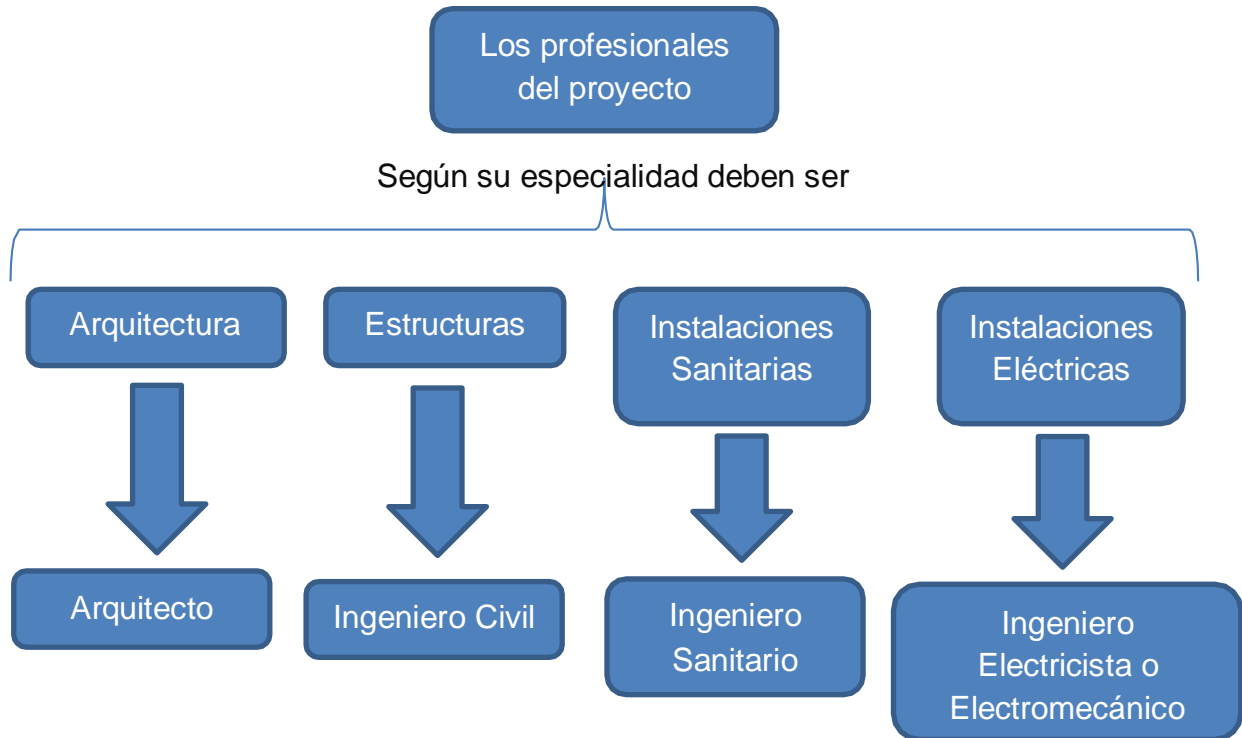 Los profesionales
del proyecto
Según su especialidad deben ser
Arquitectura
Estructuras
Instalaciones
Sanitarias
Instalaciones
Eléctricas
Arquitecto
Ingeniero Civil
Ingeniero
Sanitario
Ingeniero
Electricista o
Electromecánico